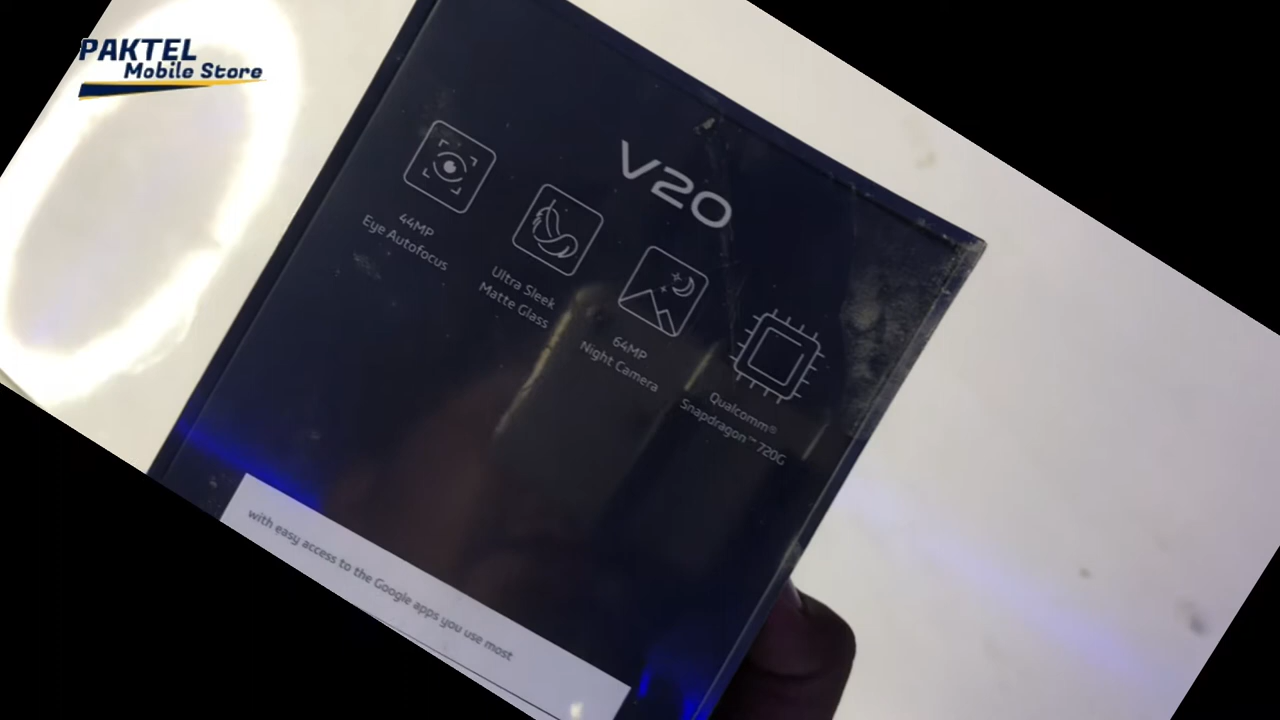 PAKTEL
Mobile Store
V20
44MP
Eye Autofocus
Ultra Sleek
Matte Glass
64MP
Night Camera
Qualcomm®
Snapdragon™ 720G
with easy access to the Google apps you use most